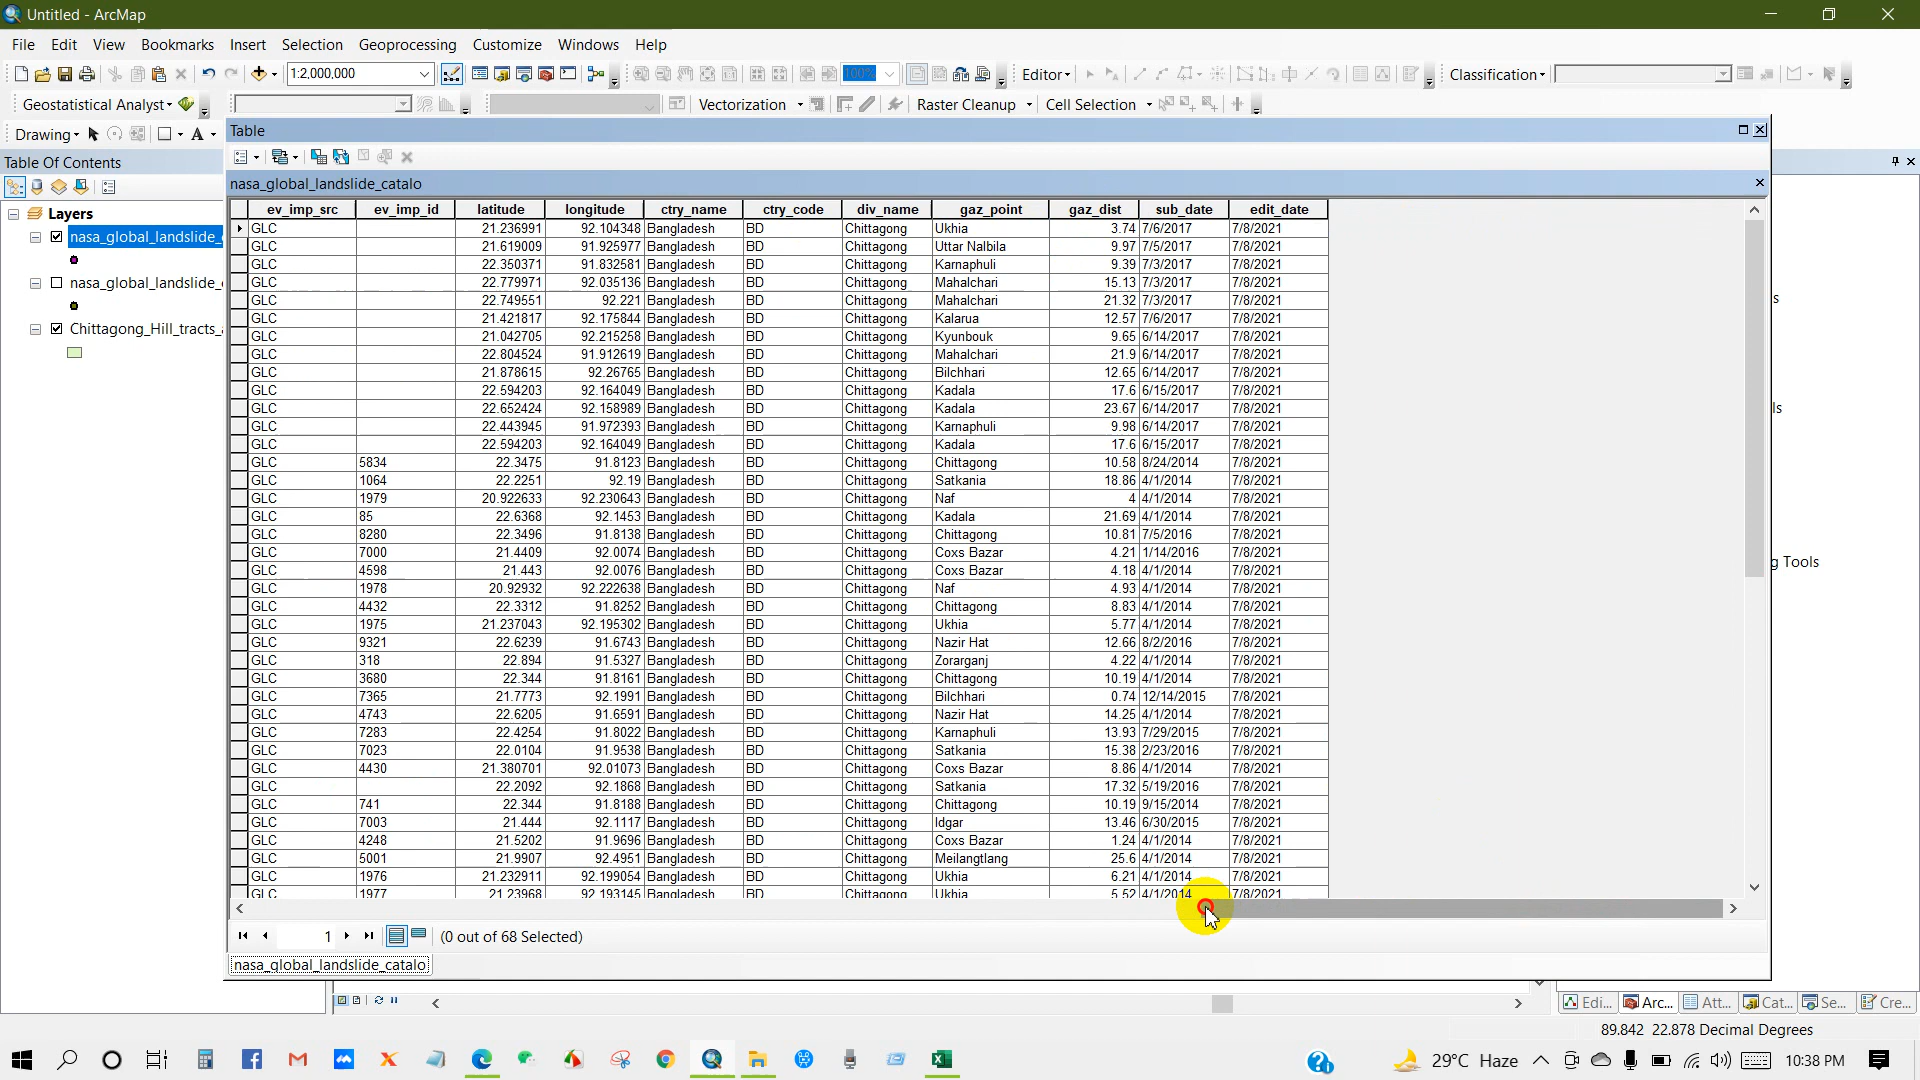 Untitled - ArcMap
File Edit View Bookmarks Insert Selection Geoprocessing Customize Windows Help
1:2,000,000 100% Editor Classification
Geostatistical Analyst Vectorization Raster Cleanup Cell Selection
Drawing A Table
Table Of Contents
nasa_global_landslide_catalo
Layers
nasa_global_landslide_
nasa_global_landslide_
Chittagong_Hill_tracts_
ev_imp_src ev_imp_id latitude longitude ctry_name ctry_code div_name gaz_point gaz_dist sub_date edit_date
GLC 21.236991 92.104348 Bangladesh BD Chittagong Ukhia 3.74 7/6/2017 7/8/2021
GLC 21.619009 91.925977 Bangladesh BD Chittagong Uttar Nalbila 9.97 7/5/2017 7/8/2021
GLC 22.350371 91.832581 Bangladesh BD Chittagong Karnaphuli 9.39 7/3/2017 7/8/2021
GLC 22.779971 92.035136 Bangladesh BD Chittagong Mahalchari 15.13 7/3/2017 7/8/2021
GLC 22.749551 92.221 Bangladesh BD Chittagong Mahalchari 21.32 7/3/2017 7/8/2021
GLC 21.421817 92.175844 Bangladesh BD Chittagong Kalarua 12.57 7/6/2017 7/8/2021
GLC 21.042705 92.215258 Bangladesh BD Chittagong Kyunbouk 9.65 6/14/2017 7/8/2021
GLC 22.804524 91.912619 Bangladesh BD Chittagong Mahalchari 21.9 6/14/2017 7/8/2021
GLC 21.878615 92.26765 Bangladesh BD Chittagong Bilchhari 12.65 6/14/2017 7/8/2021
GLC 22.594203 92.164049 Bangladesh BD Chittagong Kadala 17.6 6/15/2017 7/8/2021
GLC 22.652424 92.158989 Bangladesh BD Chittagong Kadala 23.67 6/14/2017 7/8/2021
GLC 22.443945 91.972393 Bangladesh BD Chittagong Karnaphuli 9.98 6/14/2017 7/8/2021
GLC 22.594203 92.164049 Bangladesh BD Chittagong Kadala 17.6 6/15/2017 7/8/2021
GLC 5834 22.3475 91.8123 Bangladesh BD Chittagong Chittagong 10.58 8/24/2014 7/8/2021
GLC 1064 22.2251 92.19 Bangladesh BD Chittagong Satkania 18.86 4/1/2014 7/8/2021
GLC 1979 20.922633 92.230643 Bangladesh BD Chittagong Naf 4 4/1/2014 7/8/2021
GLC 85 22.6368 92.1453 Bangladesh BD Chittagong Kadala 21.69 4/1/2014 7/8/2021
GLC 8280 22.3496 91.8138 Bangladesh BD Chittagong Chittagong 10.81 7/5/2016 7/8/2021
GLC 7000 21.4409 92.0074 Bangladesh BD Chittagong Coxs Bazar 4.21 1/14/2016 7/8/2021
GLC 4598 21.443 92.0076 Bangladesh BD Chittagong Coxs Bazar 4.18 4/1/2014 7/8/2021
GLC 1978 20.92932 92.222638 Bangladesh BD Chittagong Naf 4.93 4/1/2014 7/8/2021
GLC 4432 22.3312 91.8252 Bangladesh BD Chittagong Chittagong 8.83 4/1/2014 7/8/2021
GLC 1975 21.237043 92.195302 Bangladesh BD Chittagong Ukhia 5.77 4/1/2014 7/8/2021
GLC 9321 22.6239 91.6743 Bangladesh BD Chittagong Nazir Hat 12.66 8/2/2016 7/8/2021
GLC 318 22.894 91.5327 Bangladesh BD Chittagong Zorarganj 4.22 4/1/2014 7/8/2021
GLC 3680 22.344 91.8161 Bangladesh BD Chittagong Chittagong 10.19 4/1/2014 7/8/2021
GLC 7365 21.7773 92.1991 Bangladesh BD Chittagong Bilchhari 0.74 12/14/2015 7/8/2021
GLC 4743 22.6205 91.6591 Bangladesh BD Chittagong Nazir Hat 14.25 4/1/2014 7/8/2021
GLC 7283 22.4254 91.8022 Bangladesh BD Chittagong Karnaphuli 13.93 7/29/2015 7/8/2021
GLC 7023 22.0104 91.9538 Bangladesh BD Chittagong Satkania 15.38 2/23/2016 7/8/2021
GLC 4430 21.380701 92.01073 Bangladesh BD Chittagong Coxs Bazar 8.86 4/1/2014 7/8/2021
GLC 22.2092 92.1868 Bangladesh BD Chittagong Satkania 17.32 5/19/2016 7/8/2021
GLC 741 22.344 91.8188 Bangladesh BD Chittagong Chittagong 10.19 9/15/2014 7/8/2021
GLC 7003 21.444 92.1117 Bangladesh BD Chittagong Idgar 13.46 6/30/2015 7/8/2021
GLC 4248 21.5202 91.9696 Bangladesh BD Chittagong Coxs Bazar 1.24 4/1/2014 7/8/2021
GLC 5001 21.9907 92.4951 Bangladesh BD Chittagong Meilangtlang 25.6 4/1/2014 7/8/2021
GLC 1976 21.232911 92.199054 Bangladesh BD Chittagong Ukhia 6.21 4/1/2014 7/8/2021
GLC 1977 21.23968 92.193145 Bangladesh BD Chittagong Ukhia 5.52 4/1/2014 7/8/2021
s
ls
g Tools
1 (0 out of 68 Selected)
nasa_global_landslide_catalo
Edi... Arc... Att... Cat... Se... Cre...
89.842 22.878 Decimal Degrees
29°C Haze 10:38 PM